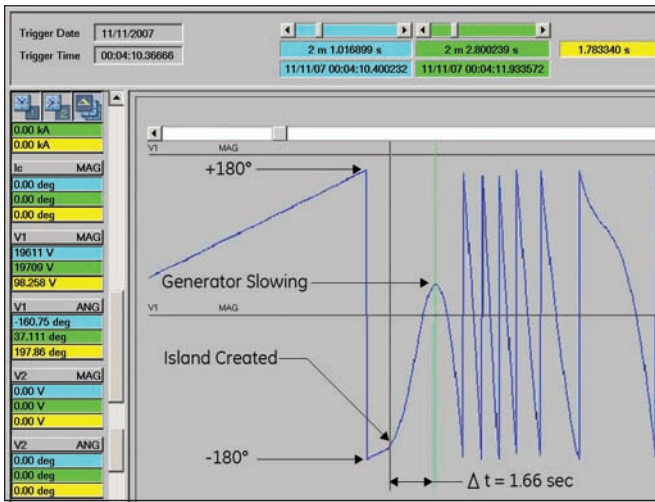 Trigger Date 11/11/2007
Trigger Time 00:04:10.36666
2 m 1.016899 s
2 m 2.800239 s
1.783340 s
11/11/07 00:04:10.400232
11/11/07 00:04:11.933572
0.00 kA
0.00 kA
Ic MAG
0.00 deg
0.00 deg
0.00 deg
V1 MAG
19611 V
19709 V
98.258 V
V1 ANG
-160.75 deg
37.111 deg
197.86 deg
V2 MAG
0.00 V
0.00 V
0.00 V
V2 ANG
0.00 deg
0.00 deg
0.00 deg
V1 MAG
+180°
Generator Slowing
V1 MAG
Island Created
-180°
Δ t = 1.66 sec